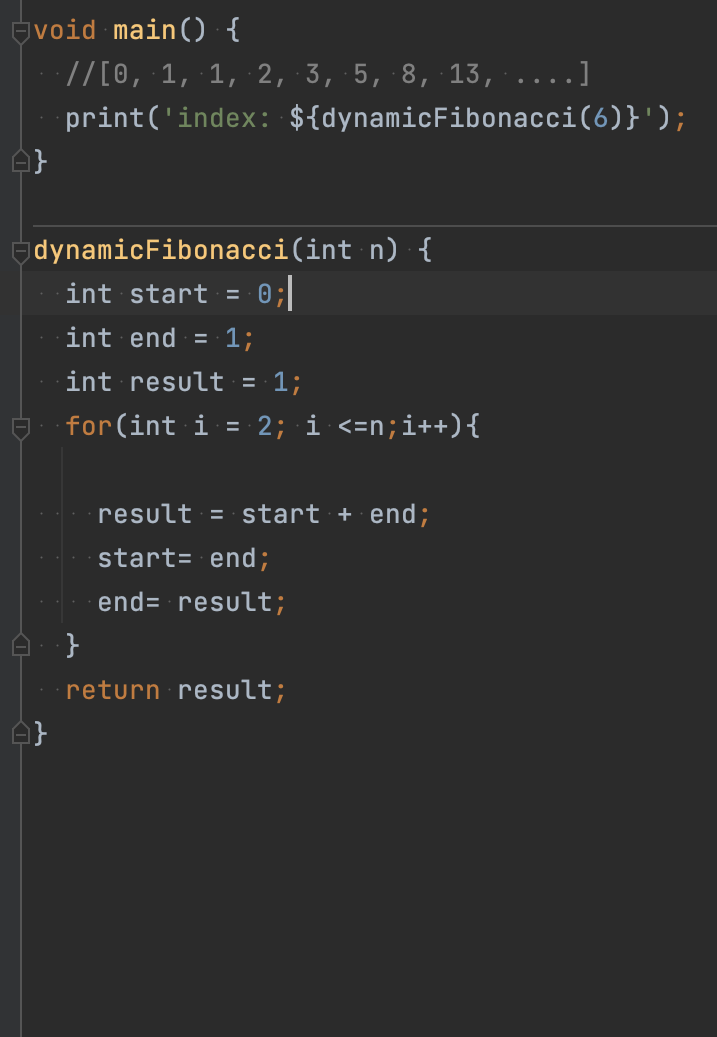 void main() {
//[0, 1, 1, 2, 3, 5, 8, 13, ....]
print('index: ${dynamicFibonacci(6)}');
}
dynamicFibonacci(int n) {
int start = 0;
int end = 1;
int result = 1;
for(int i = 2; i <=n;i++){
result = start + end;
start= end;
end= result;
}
return result;
}